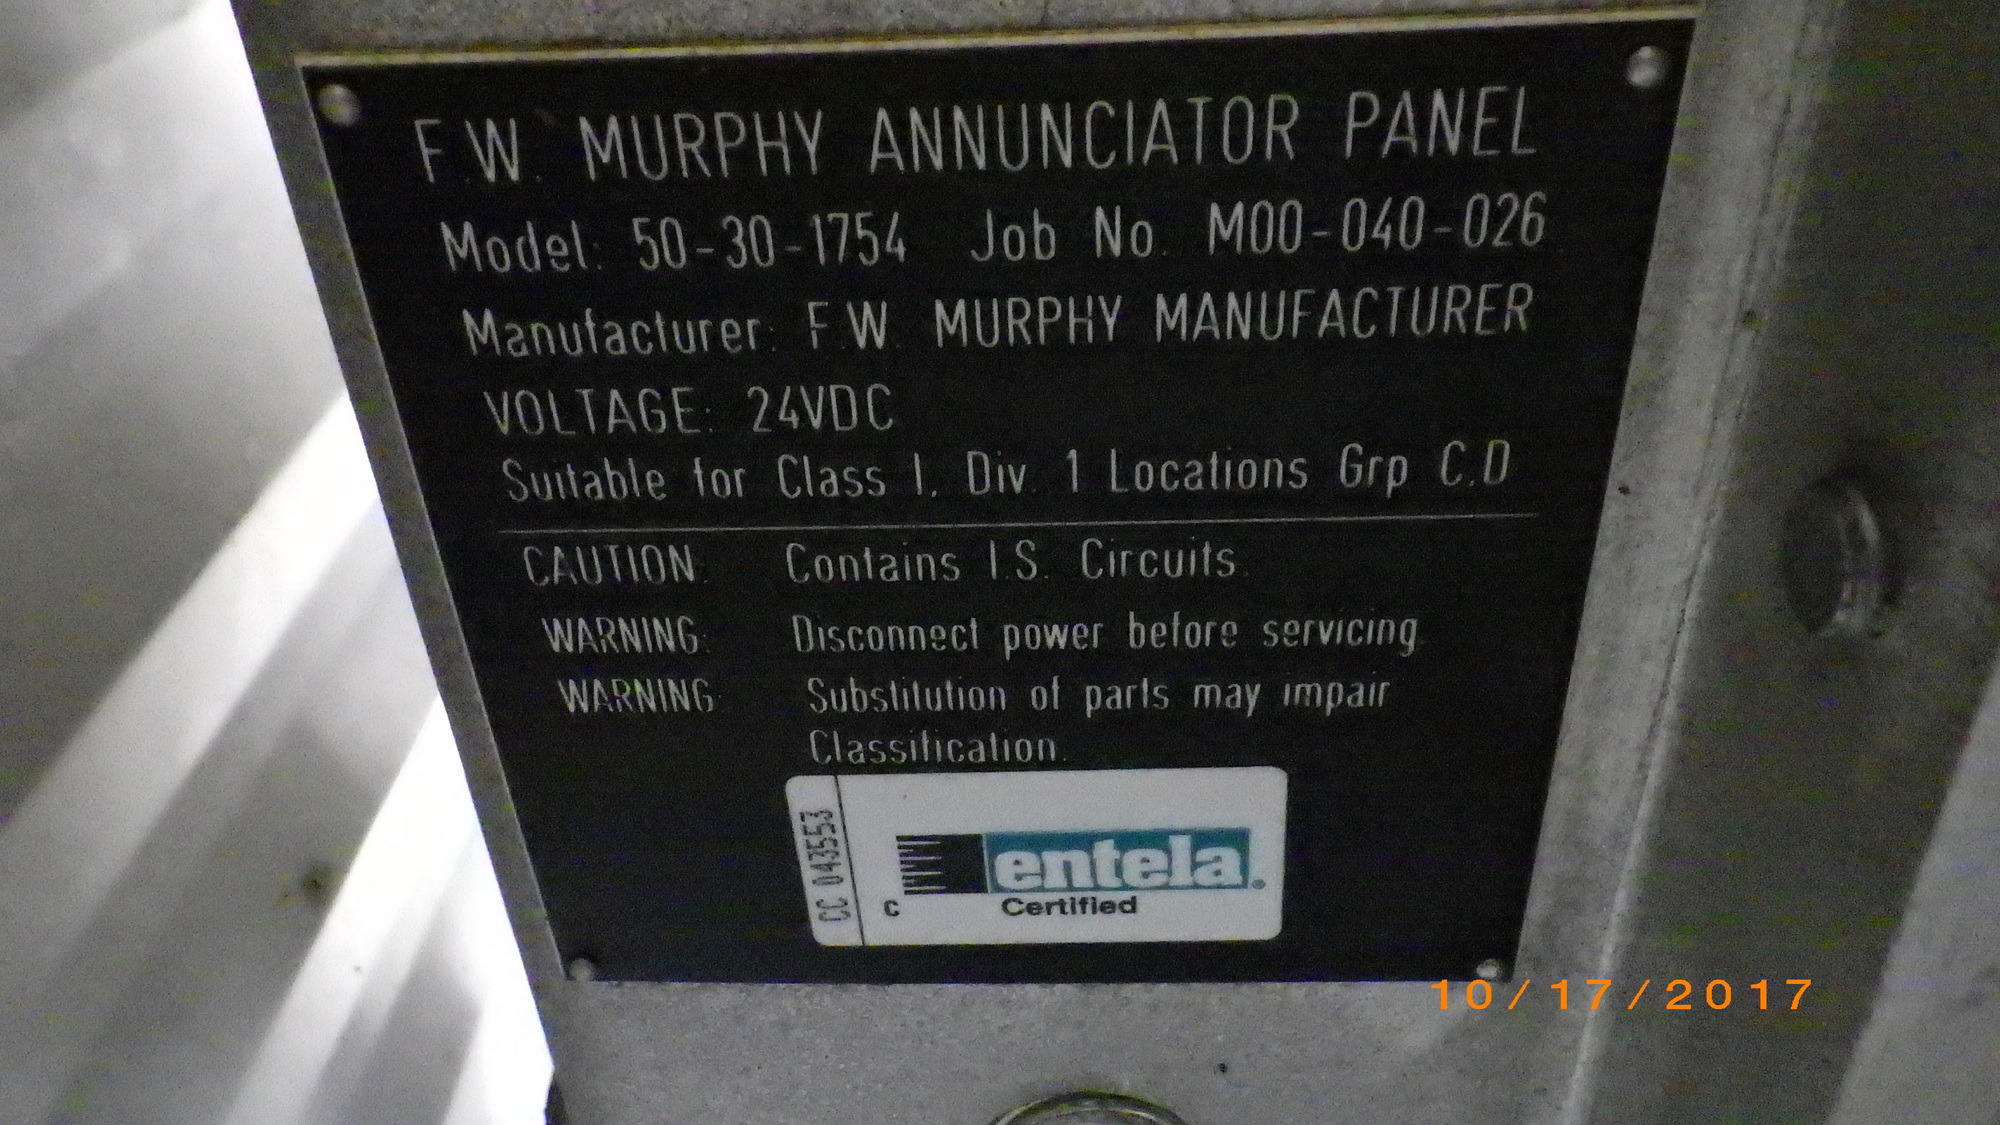 F.W. MURPHY ANNUNCIATOR PANEL
Model: 50-30-1754 Job No. M00-040-026
Manufacturer: F.W. MURPHY MANUFACTURER
VOLTAGE: 24VDC
Suitable for Class I, Div. 1 Locations Grp C,D
CAUTION: Contains I.S. Circuits.
WARNING: Disconnect power before servicing
WARNING: Substitution of parts may impair
Classification.
CC 043553
entela®
C Certified
10/17/2017